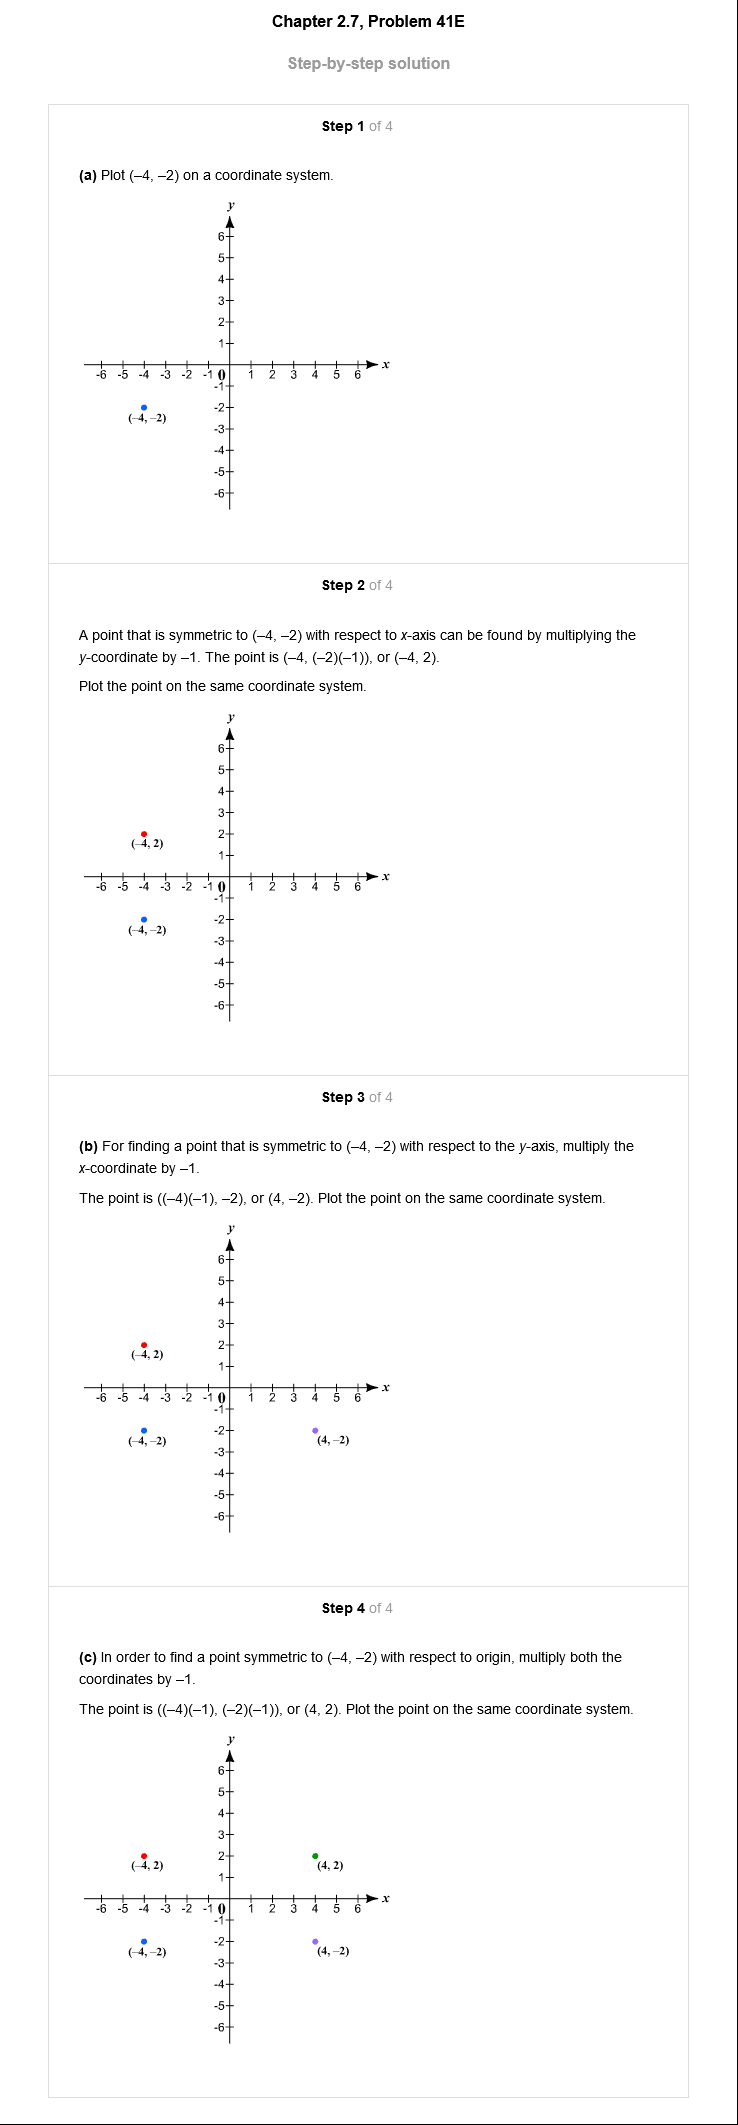 Chapter 2.7, Problem 41E
Step-by-step solution
Step 1 of 4
(a) Plot (–4, –2) on a coordinate system.
y
6
5
4
3
2
1
-6 -5 -4 -3 -2 -1 0 1 2 3 4 5 6 x
-1
-2
(–4, –2)
-3
-4
-5
-6
Step 2 of 4
A point that is symmetric to (–4, –2) with respect to x-axis can be found by multiplying the
y-coordinate by –1. The point is (–4, (–2)(–1)), or (–4, 2).
Plot the point on the same coordinate system.
y
6
5
4
3
2
(–4, 2)
1
-6 -5 -4 -3 -2 -1 0 1 2 3 4 5 6 x
-1
-2
(–4, –2)
-3
-4
-5
-6
Step 3 of 4
(b) For finding a point that is symmetric to (–4, –2) with respect to the y-axis, multiply the
x-coordinate by –1.
The point is ((–4)(–1), –2), or (4, –2). Plot the point on the same coordinate system.
y
6
5
4
3
2
(–4, 2)
1
-6 -5 -4 -3 -2 -1 0 1 2 3 4 5 6 x
-1
-2
(–4, –2) (4, –2)
-3
-4
-5
-6
Step 4 of 4
(c) In order to find a point symmetric to (–4, –2) with respect to origin, multiply both the
coordinates by –1.
The point is ((–4)(–1), (–2)(–1)), or (4, 2). Plot the point on the same coordinate system.
y
6
5
4
3
2
(–4, 2) (4, 2)
1
-6 -5 -4 -3 -2 -1 0 1 2 3 4 5 6 x
-1
-2
(–4, –2) (4, –2)
-3
-4
-5
-6